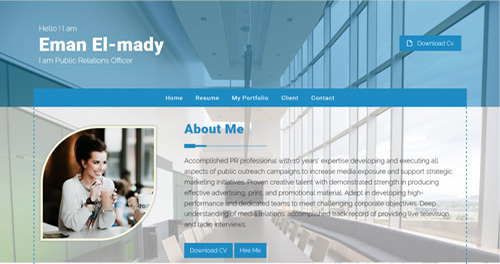 Hello ! I am
Eman El-mady
I am Public Relations Officer
Download Cv
Home Resume My Portfolio Client Contact
About Me
Accomplished PR professional with 10 years' expertise developing and executing all
aspects of public outreach campaigns to increase media exposure and support strategic
marketing initiatives. Proven creative talent with demonstrated strength in producing
effective advertising, print, and promotional material. Adept in developing high-
performance and dedicated teams to meet challenging corporate objectives. Deep
understanding of media relations; accomplished track record of providing live television
and radio interviews.
Download CV Hire Me